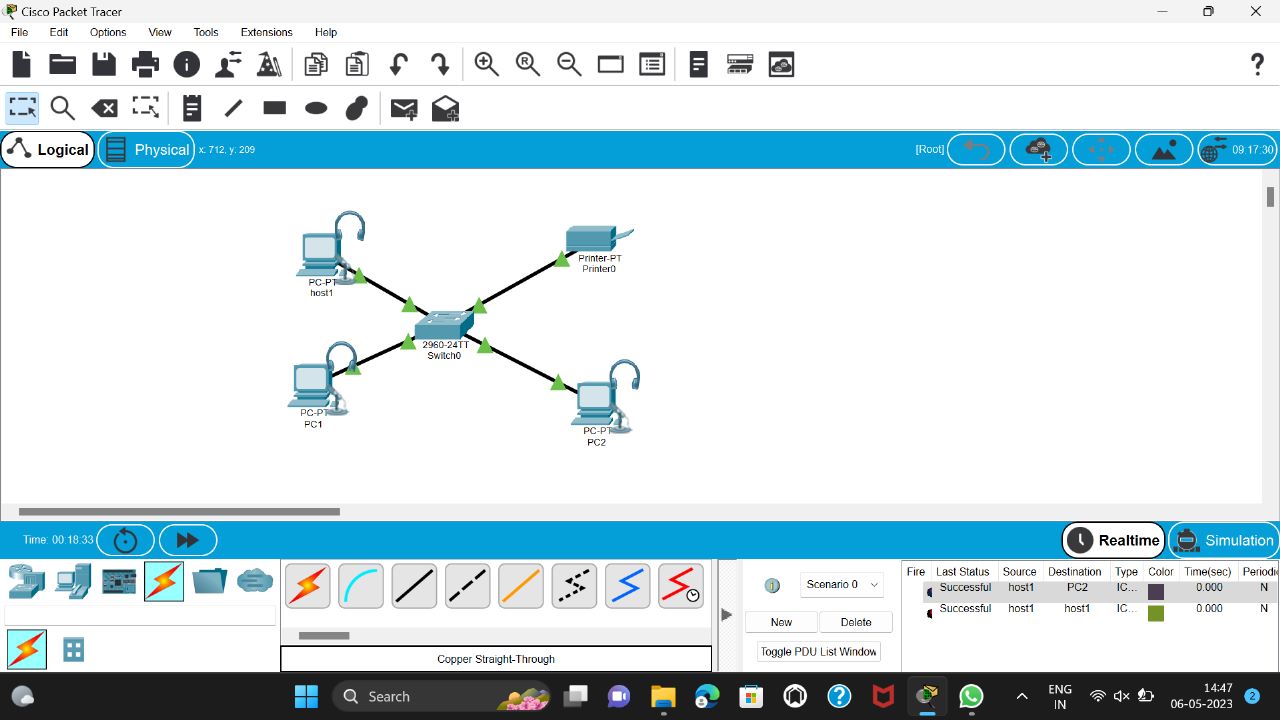 Cisco Packet Tracer
File Edit Options View Tools Extensions Help
Logical Physical x: 712, y: 209 [Root] 09:17:30
PC-PT
host1
Printer-PT
Printer0
2960-24TT
Switch0
PC-PT
PC1
PC-PT
PC2
Time: 00:18:33 Realtime Simulation
Scenario 0
New Delete
Toggle PDU List Window
Fire Last Status Source Destination Type Color Time(sec) Periodic
Successful host1 PC2 IC... 0.000 N
Successful host1 host1 IC... 0.000 N
Copper Straight-Through
Search
ENG
IN
14:47
06-05-2023
2